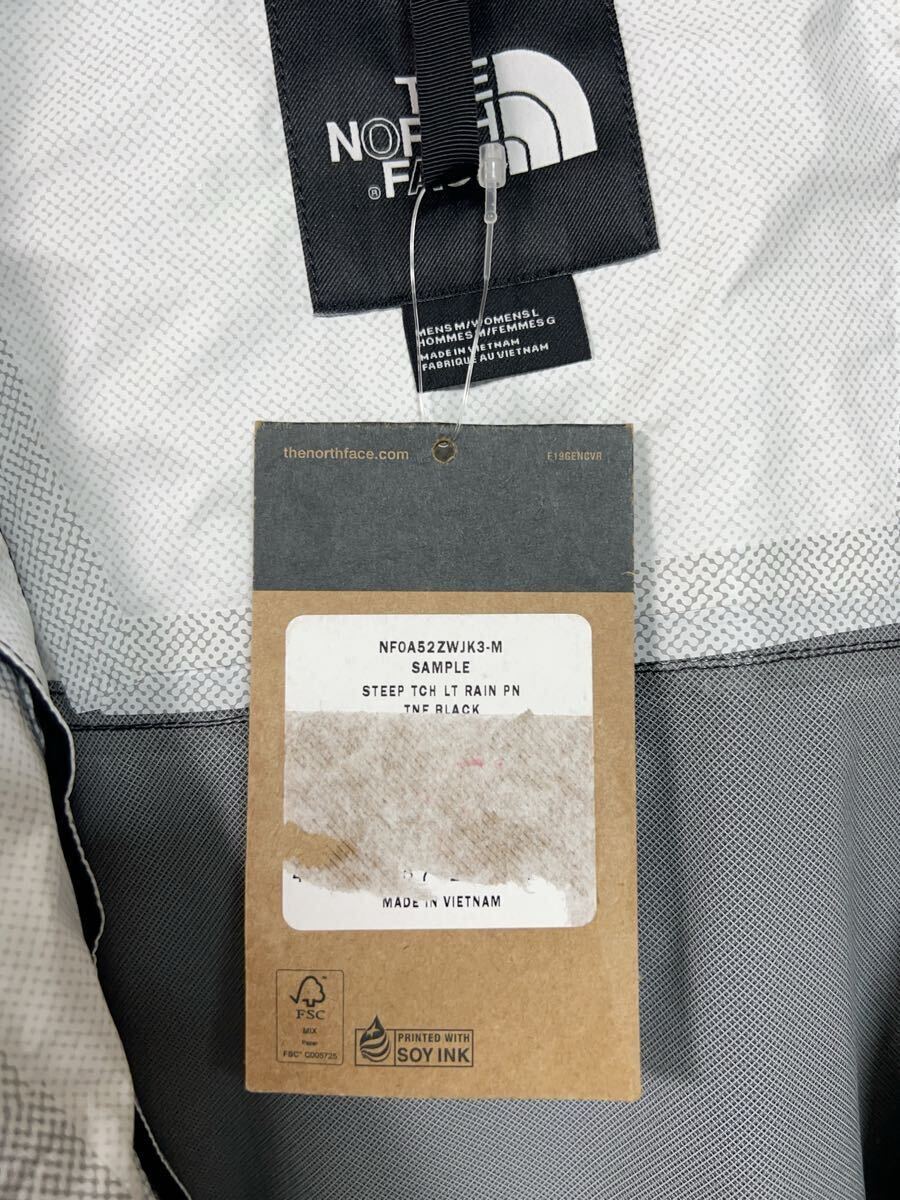 THE
NORTH
® FACE
MENS M/WOMENS L
HOMMES M/FEMMES G
MADE IN VIETNAM
FABRIQUE AU VIETNAM
thenorthface.com
F19GENCVR
NF0A52ZWJK3-M
SAMPLE
STEEP TCH LT RAIN PN
TNF BLACK
MADE IN VIETNAM
FSC
MIX
Paper
FSC® C005725
PRINTED WITH
SOY INK